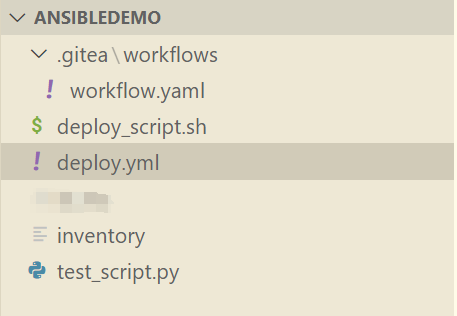 ANSIBLEDEMO
.gitea\workflows
workflow.yaml
deploy_script.sh
deploy.yml
inventory
test_script.py